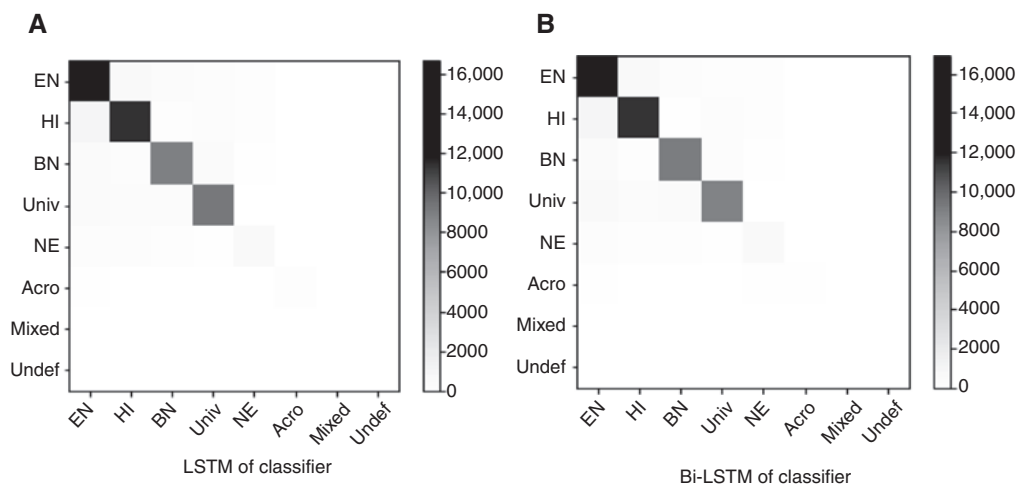 A
EN
HI
BN
Univ
NE
Acro
Mixed
Undef
EN HI BN Univ NE Acro Mixed Undef
LSTM of classifier
16,000
14,000
12,000
10,000
8000
6000
4000
2000
0
B
EN
HI
BN
Univ
NE
Acro
Mixed
Undef
EN HI BN Univ NE Acro Mixed Undef
Bi-LSTM of classifier
16,000
14,000
12,000
10,000
8000
6000
4000
2000
0